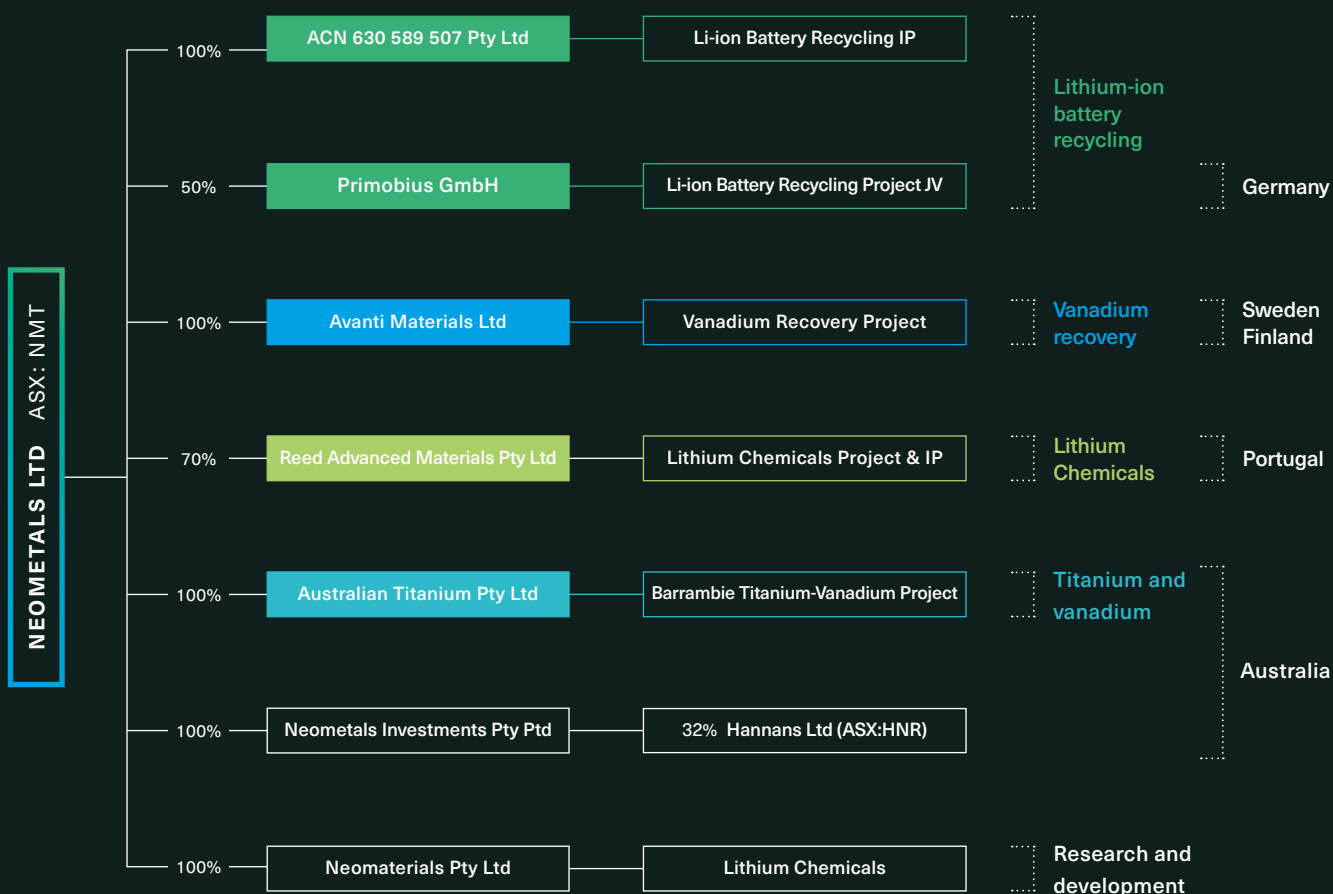 NEOMETALS LTD ASX: NMT
100%
ACN 630 589 507 Pty Ltd
Li-ion Battery Recycling IP
Lithium-ion
battery
recycling
50%
Primobius GmbH
Li-ion Battery Recycling Project JV
Germany
100%
Avanti Materials Ltd
Vanadium Recovery Project
Vanadium
recovery
Sweden
Finland
70%
Reed Advanced Materials Pty Ltd
Lithium Chemicals Project & IP
Lithium
Chemicals
Portugal
100%
Australian Titanium Pty Ltd
Barrambie Titanium-Vanadium Project
Titanium and
vanadium
Australia
100%
Neometals Investments Pty Ptd
32% Hannans Ltd (ASX:HNR)
100%
Neomaterials Pty Ltd
Lithium Chemicals
Research and
development